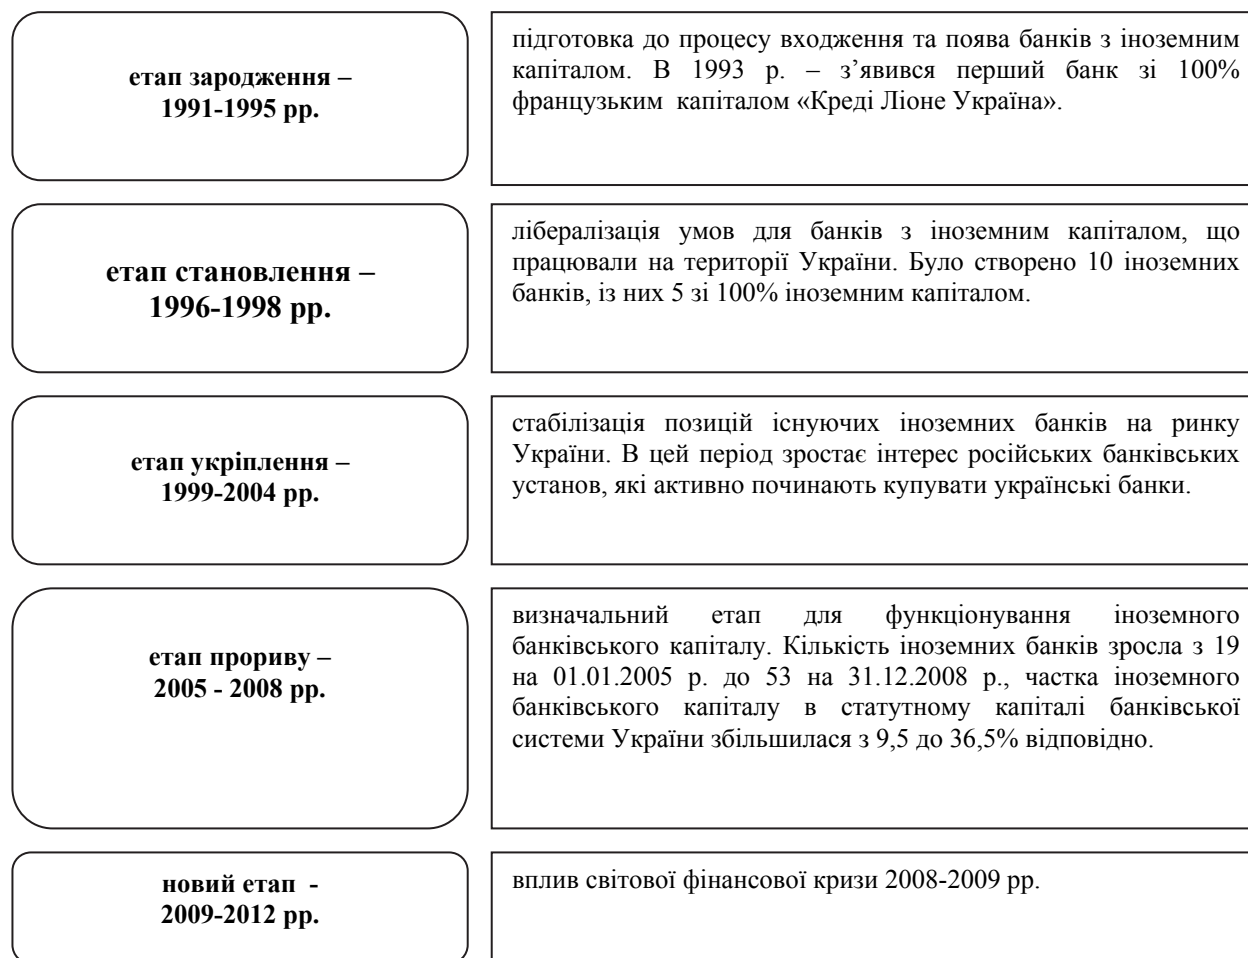 етап зародження –
1991-1995 рр.
підготовка до процесу входження та поява банків з іноземним
капіталом. В 1993 р. – з’явився перший банк зі 100%
французьким капіталом «Креді Ліоне Україна».
етап становлення –
1996-1998 рр.
лібералізація умов для банків з іноземним капіталом, що
працювали на території України. Було створено 10 іноземних
банків, із них 5 зі 100% іноземним капіталом.
етап укріплення –
1999-2004 рр.
стабілізація позицій існуючих іноземних банків на ринку
України. В цей період зростає інтерес російських банківських
установ, які активно починають купувати українські банки.
етап прориву –
2005 - 2008 рр.
визначальний етап для функціонування іноземного
банківського капіталу. Кількість іноземних банків зросла з 19
на 01.01.2005 р. до 53 на 31.12.2008 р., частка іноземного
банківського капіталу в статутному капіталі банківської
системи України збільшилася з 9,5 до 36,5% відповідно.
новий етап -
2009-2012 рр.
вплив світової фінансової кризи 2008-2009 рр.